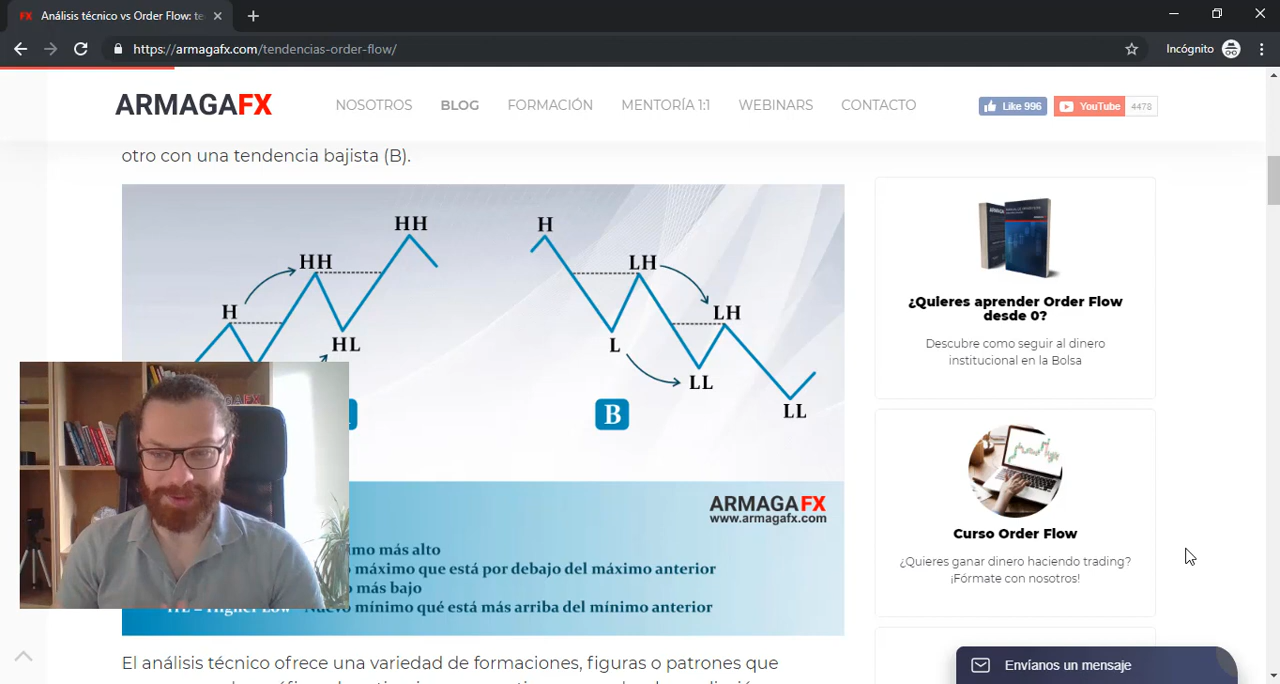 Análisis técnico vs Order Flow: te
https://armagafx.com/tendencias-order-flow/
Incógnito
ARMAGAFX
NOSOTROS
BLOG
FORMACIÓN
MENTORÍA 1:1
WEBINARS
CONTACTO
Like 996
YouTube
4478
otro con una tendencia bajista (B).
HH
HH
H
HL
H
LH
LH
L
LL
LL
B
ARMAGAFX
www.armagafx.com
imo más alto
máximo que está por debajo del máximo anterior
más bajo
HL = Higher Low Nuevo mínimo qué está más arriba del mínimo anterior
El análisis técnico ofrece una variedad de formaciones, figuras o patrones que
¿Quieres aprender Order Flow
desde 0?
Descubre como seguir al dinero
institucional en la Bolsa
Curso Order Flow
¿Quieres ganar dinero haciendo trading?
¡Fórmate con nosotros!
Envíanos un mensaje